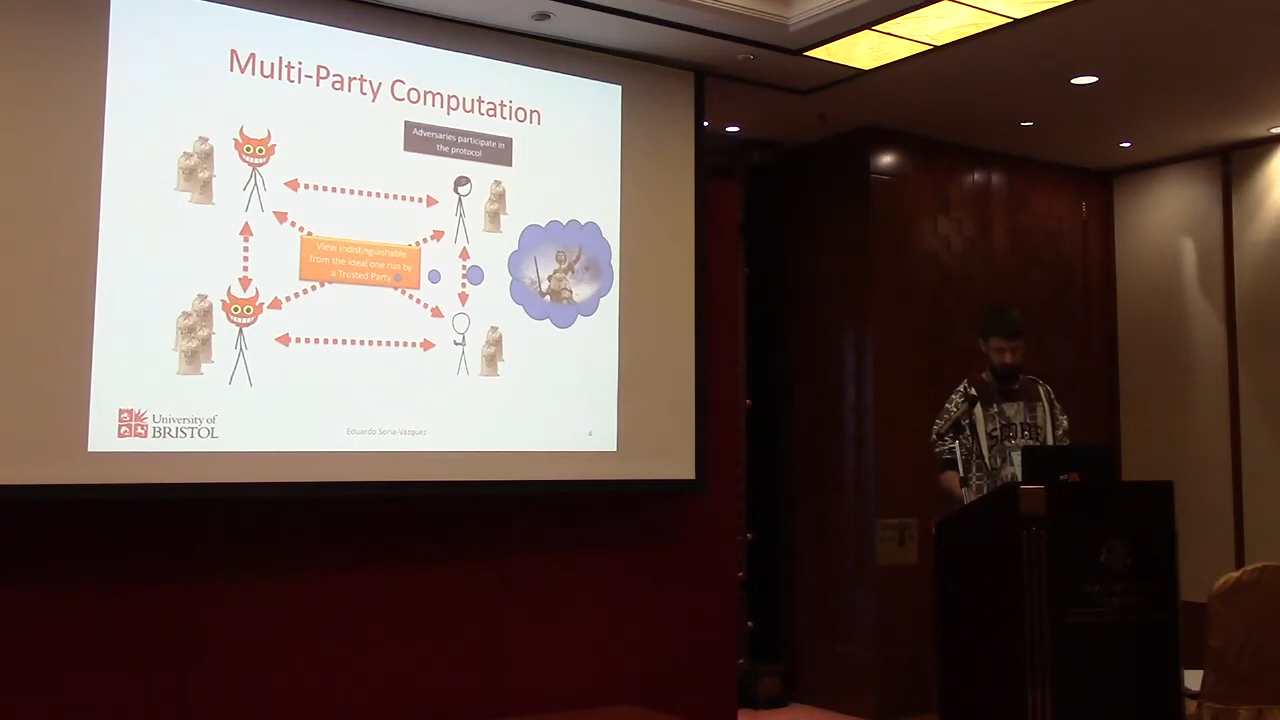 Multi-Party Computation
Adversaries participate in
the protocol
View indistinguishable
from the ideal one run by
a Trusted Party
University of
BRISTOL
Eduardo Soria-Vázquez
4